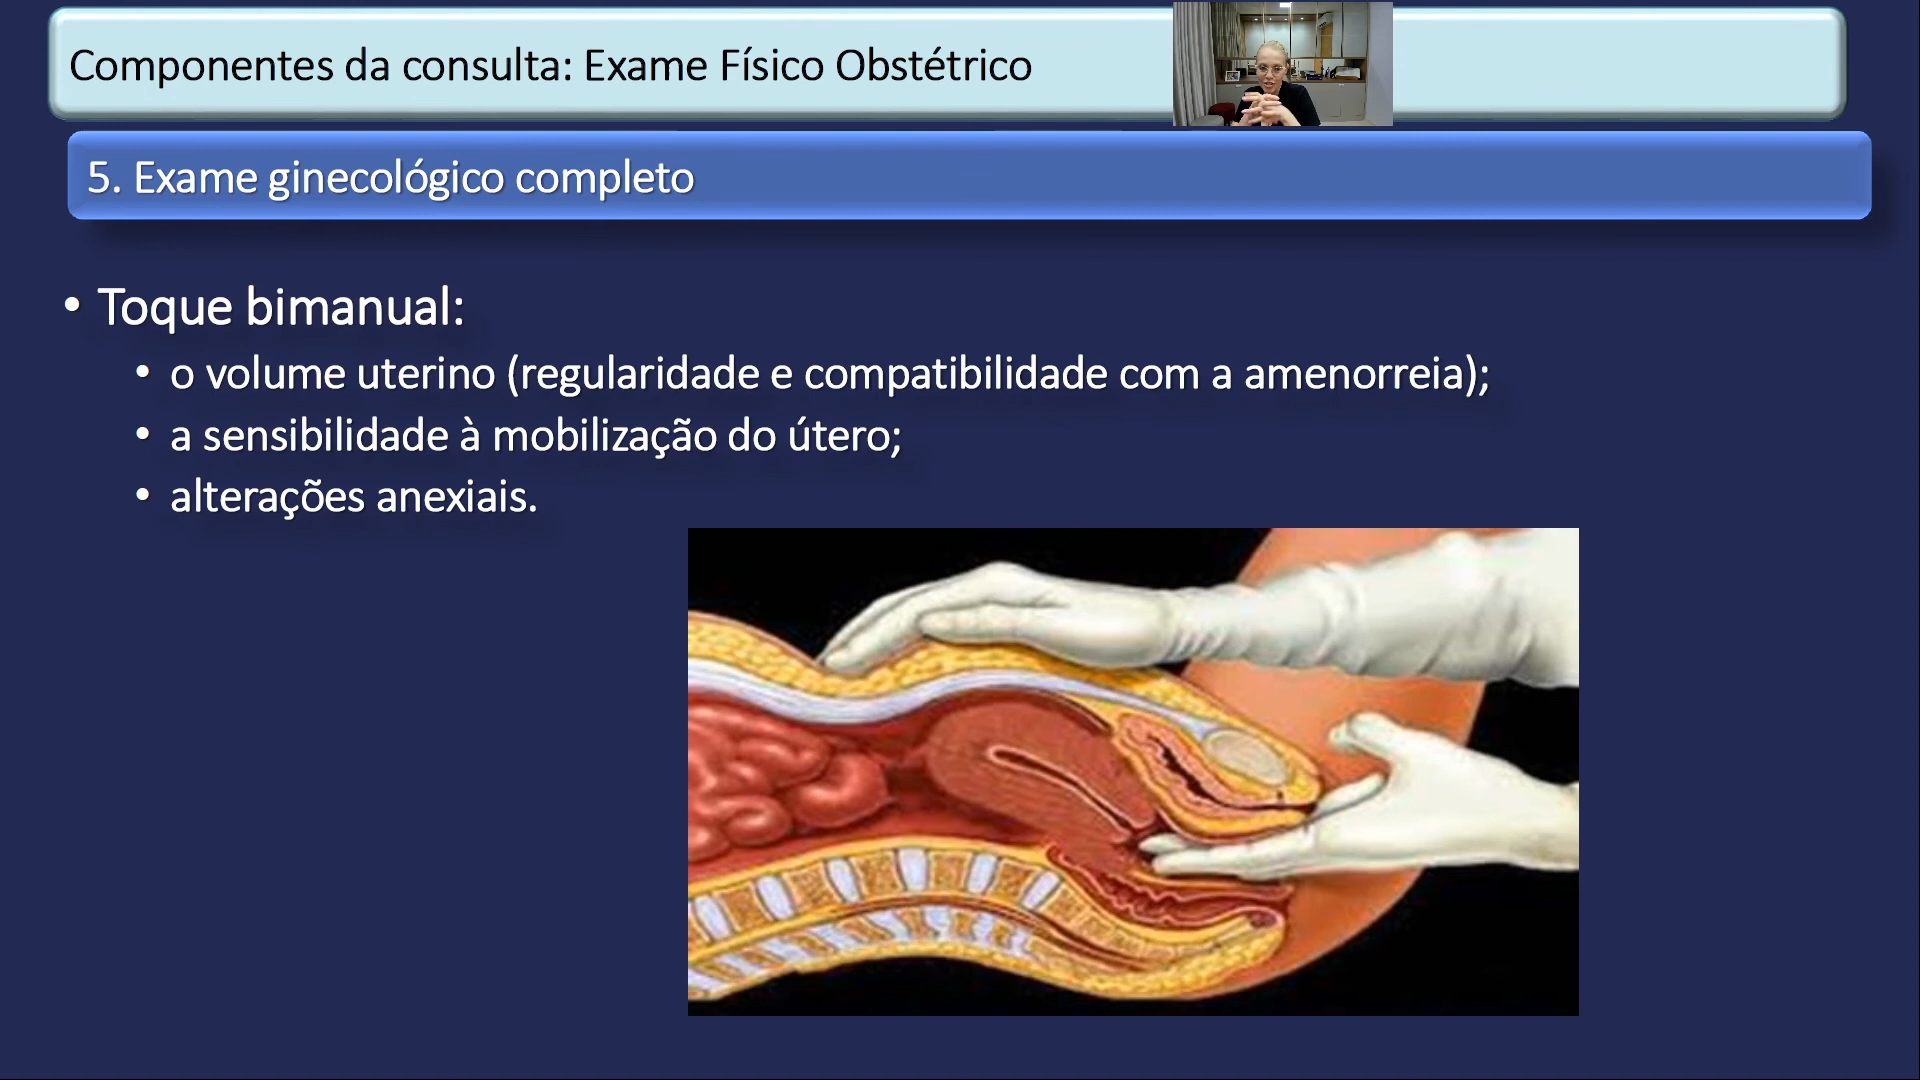 Componentes da consulta: Exame Físico Obstétrico
5. Exame ginecológico completo
• Toque bimanual:
• o volume uterino (regularidade e compatibilidade com a amenorreia);
• a sensibilidade à mobilização do útero;
• alterações anexiais.